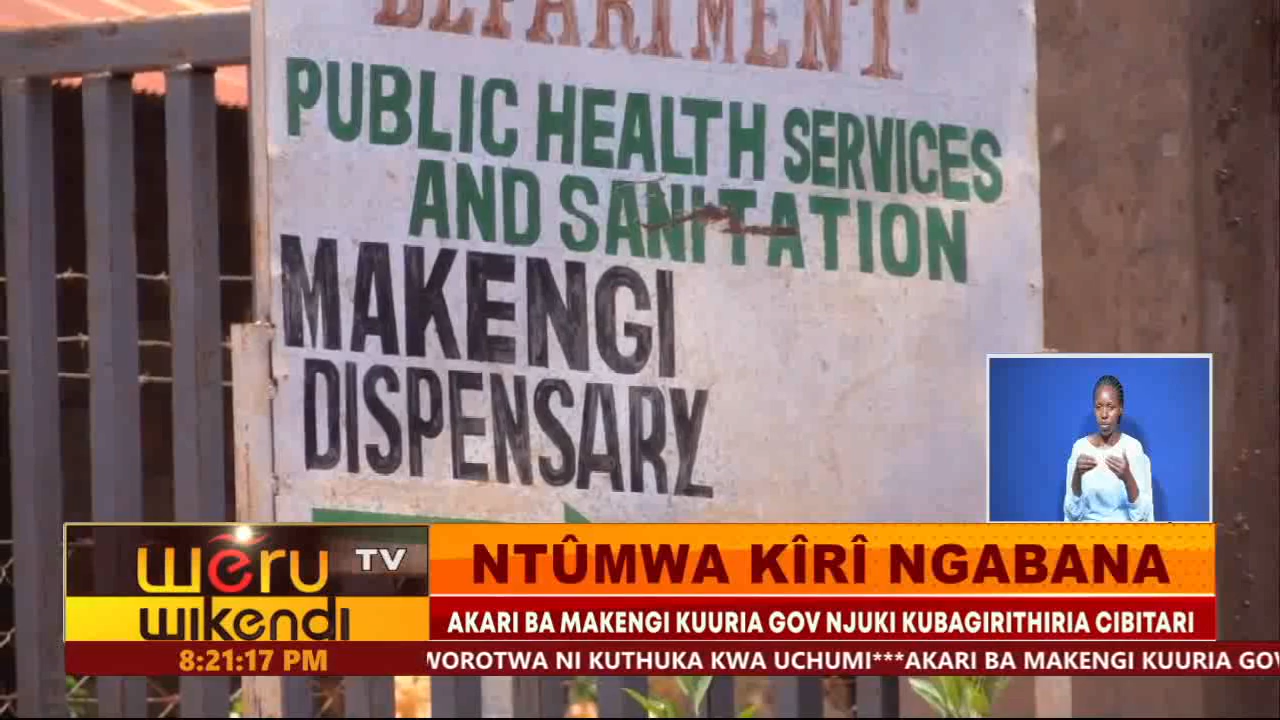 DEPARTMENT
PUBLIC HEALTH SERVICES
AND SANITATION
MAKENGI
DISPENSARY
Weru TV
Wikendi
NTÛMWA KÎRÎ NGABANA
AKARI BA MAKENGI KUURIA GOV NJUKI KUBAGIRITHIRIA CIBITARI
8:21:17 PM
WOROTWA NI KUTHUKA KWA UCHUMI***AKARI BA MAKENGI KUURIA GOV